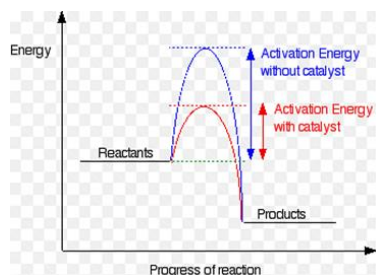 Energy
Activation Energy
without catalyst
Activation Energy
with catalyst
Reactants
Products
Progress of reaction